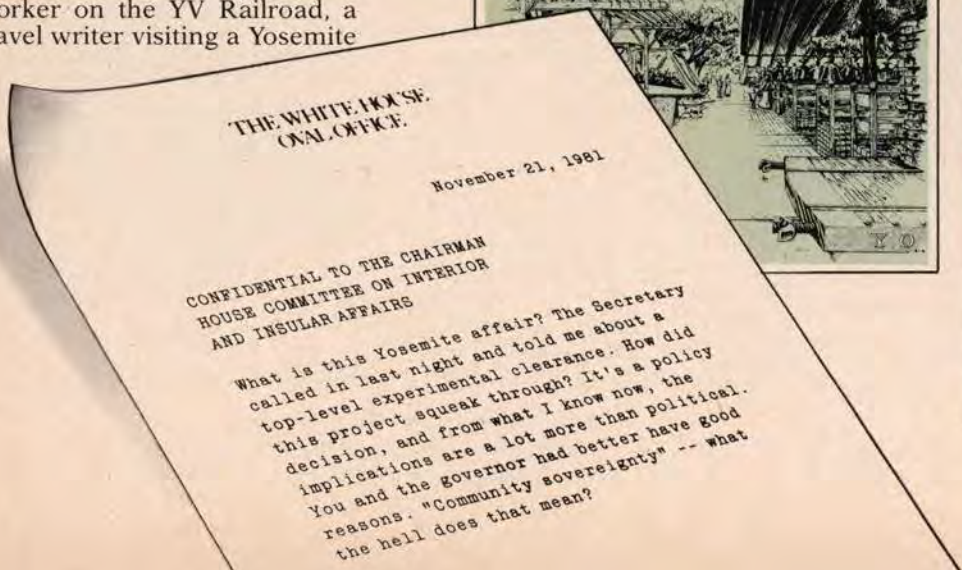 orker on the YV Railroad, a
avel writer visiting a Yosemite
THE WHITE HOUSE
OVAL OFFICE
November 21, 1981
CONFIDENTIAL TO THE CHAIRMAN
HOUSE COMMITTEE ON INTERIOR
AND INSULAR AFFAIRS
What is this Yosemite affair? The Secretary
called in last night and told me about a
top-level experimental clearance. How did
this project squeak through? It's a policy
decision, and from what I know now, the
implications are a lot more than political.
You and the governor had better have good
reasons. "Community sovereignty" -- what
the hell does that mean?
Y O